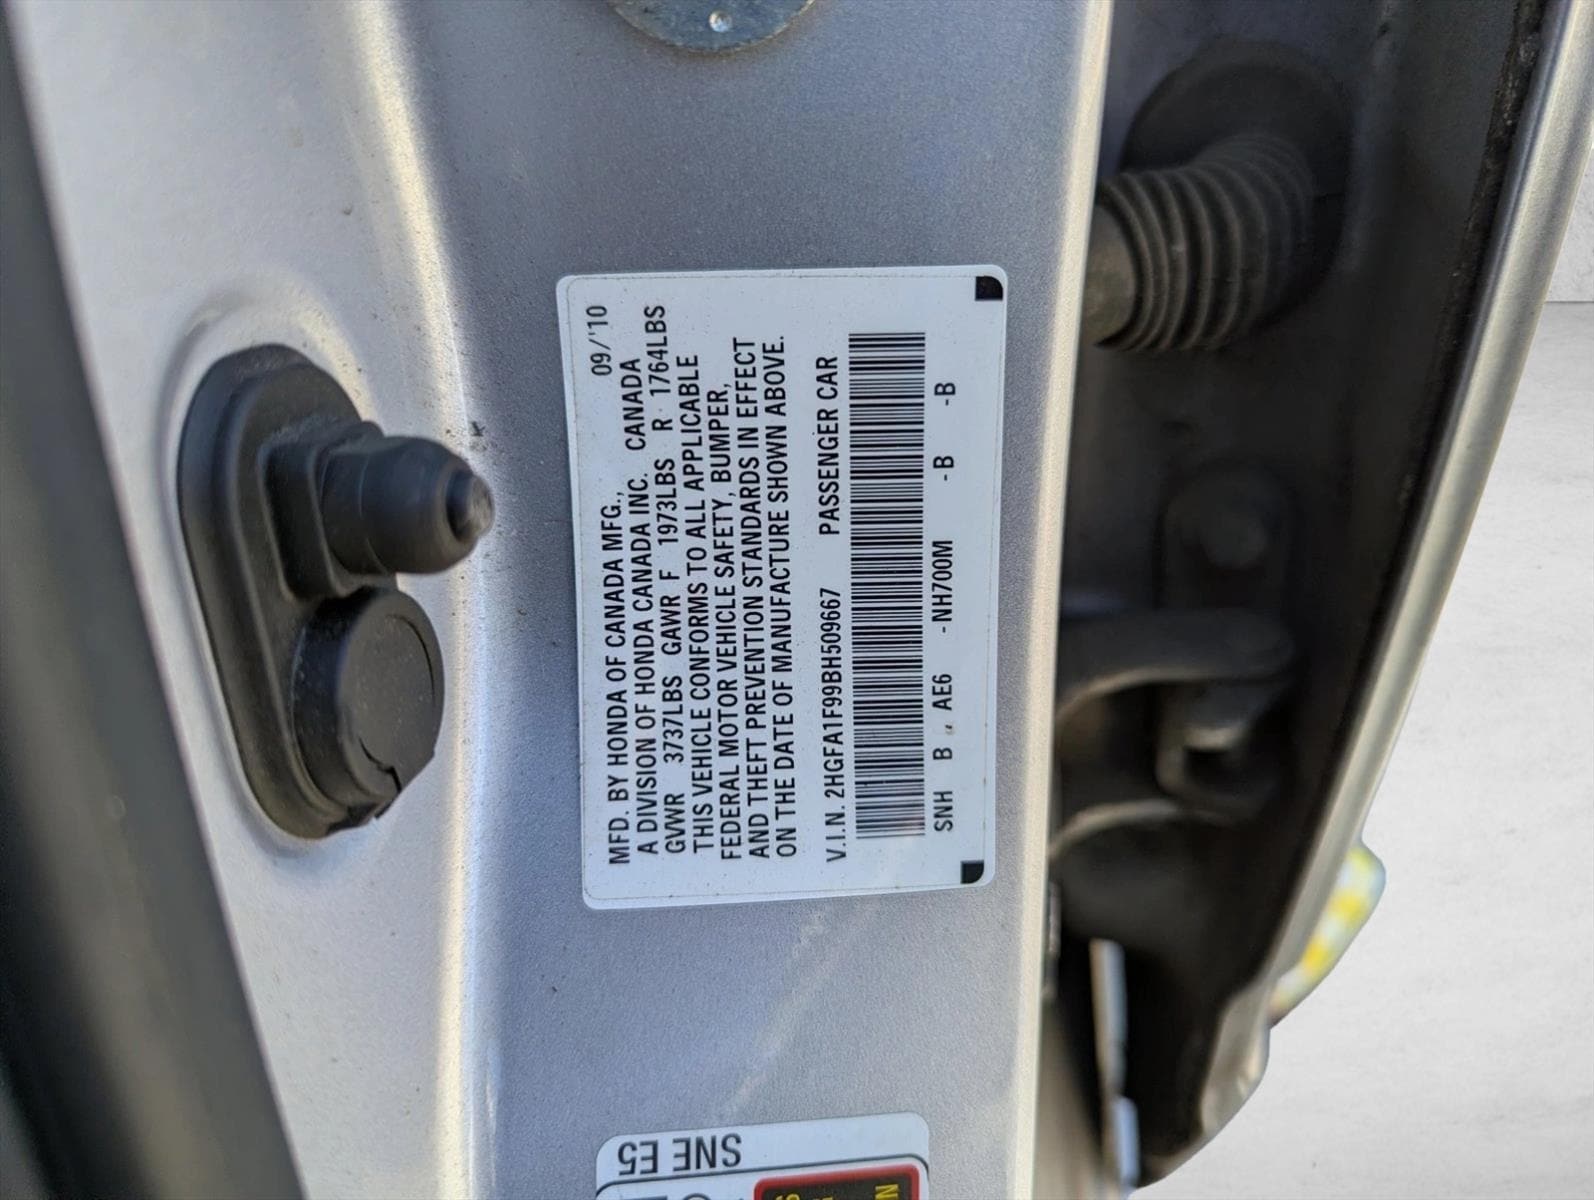 MFD. BY HONDA OF CANADA MFG., 09/'10
A DIVISION OF HONDA CANADA INC. CANADA
GVWR 3737LBS GAWR F 1973LBS R 1764LBS
THIS VEHICLE CONFORMS TO ALL APPLICABLE
FEDERAL MOTOR VEHICLE SAFETY, BUMPER,
AND THEFT PREVENTION STANDARDS IN EFFECT
ON THE DATE OF MANUFACTURE SHOWN ABOVE.
V.I.N. 2HGFA1F99BH509667 PASSENGER CAR
SNH B AE6 -NH700M -B -B
SNE E5